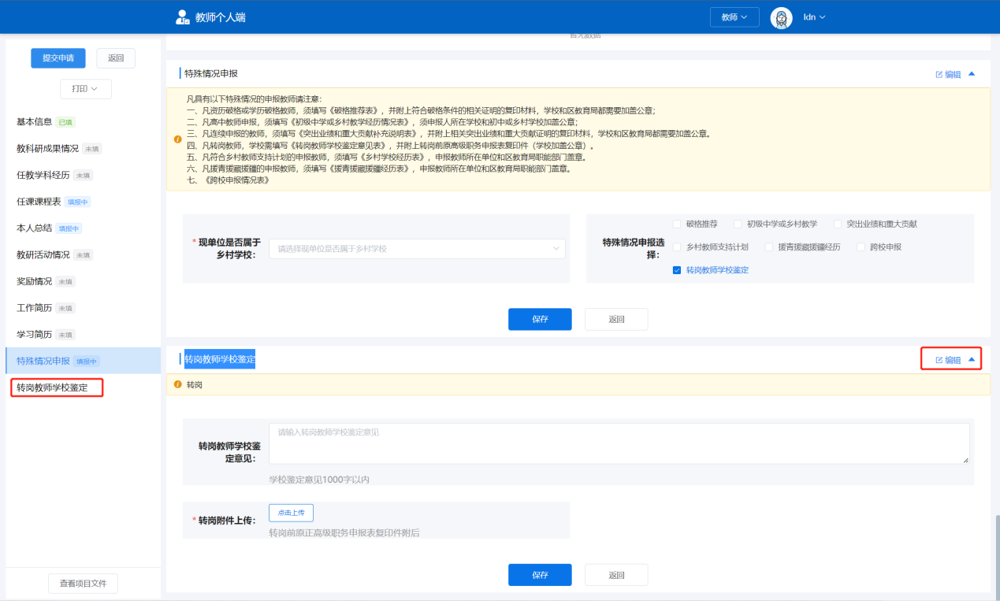 教师个人端
教师
ldn
提交申请
返回
打印
基本信息 已填
教科研成果情况 未填
任教学科经历 未填
任课课程表 填报中
本人总结 填报中
教研活动情况 未填
奖励情况 未填
工作简历 未填
学习简历 未填
特殊情况申报 填报中
转岗教师学校鉴定
查看项目文件
暂无数据
特殊情况申报
编辑
凡具有以下特殊情况的申报教师请注意：
一、凡资历破格或学历破格教师，须填写《破格推荐表》，并附上符合破格条件的相关证明的复印材料，学校和区教育局都需要加盖公章；
二、凡高中教师申报，须填写《初级中学或乡村教学经历情况表》，须申报人所在学校和初中或乡村学校加盖公章；
三、凡连续申报的教师，须填写《突出业绩和重大贡献补充说明表》，并附上相关突出业绩和重大贡献证明的复印材料，学校和区教育局都需要加盖公章。
四、凡转岗教师，学校需填写《转岗教师学校鉴定意见表》，并附上转岗前原高级职务申报表复印件（学校加盖公章）。
五、凡符合乡村教师支持计划的申报教师，须填写《乡村学校经历表》，申报教师所在单位和区教育局职能部门盖章。
六、凡援青援藏援疆的申报教师，须填写《援青援藏援疆经历表》，申报教师所在单位和区教育局职能部门盖章。
七、《跨校申报情况表》
* 现单位是否属于
乡村学校：
请选择现单位是否属于乡村学校
特殊情况申报选
择：
破格推荐 初级中学或乡村教学 突出业绩和重大贡献
乡村教师支持计划 援青援藏援疆经历 跨校申报
转岗教师学校鉴定
保存
返回
转岗教师学校鉴定
编辑
转岗
转岗教师学校鉴
定意见：
请输入转岗教师学校鉴定意见
学校鉴定意见1000字以内
* 转岗附件上传：
点击上传
转岗前原正高级职务申报表复印件附后
保存
返回